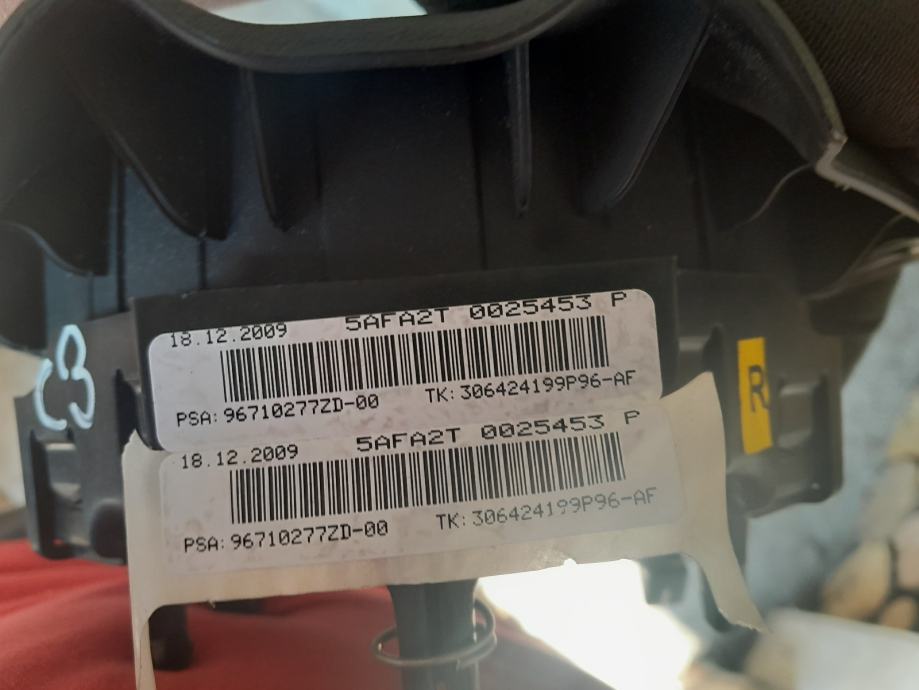 18.12.2009 5AFA2T 0025453 P
PSA: 96710277ZD-00 TK: 306424199P96-AF
18.12.2009 5AFA2T 0025453 P
PSA: 96710277ZD-00 TK: 306424199P96-AF
C3
R